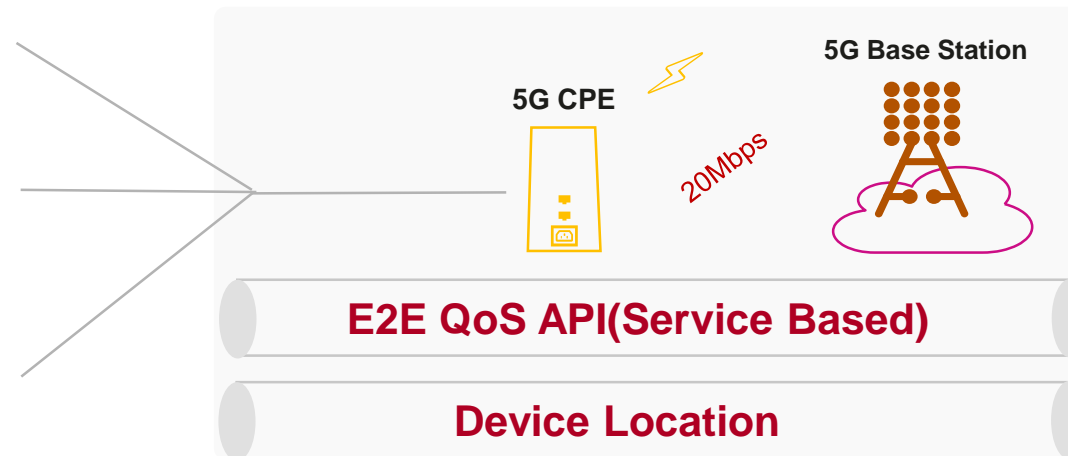 5G Base Station
5G CPE
20Mbps
E2E QoS API(Service Based)
Device Location